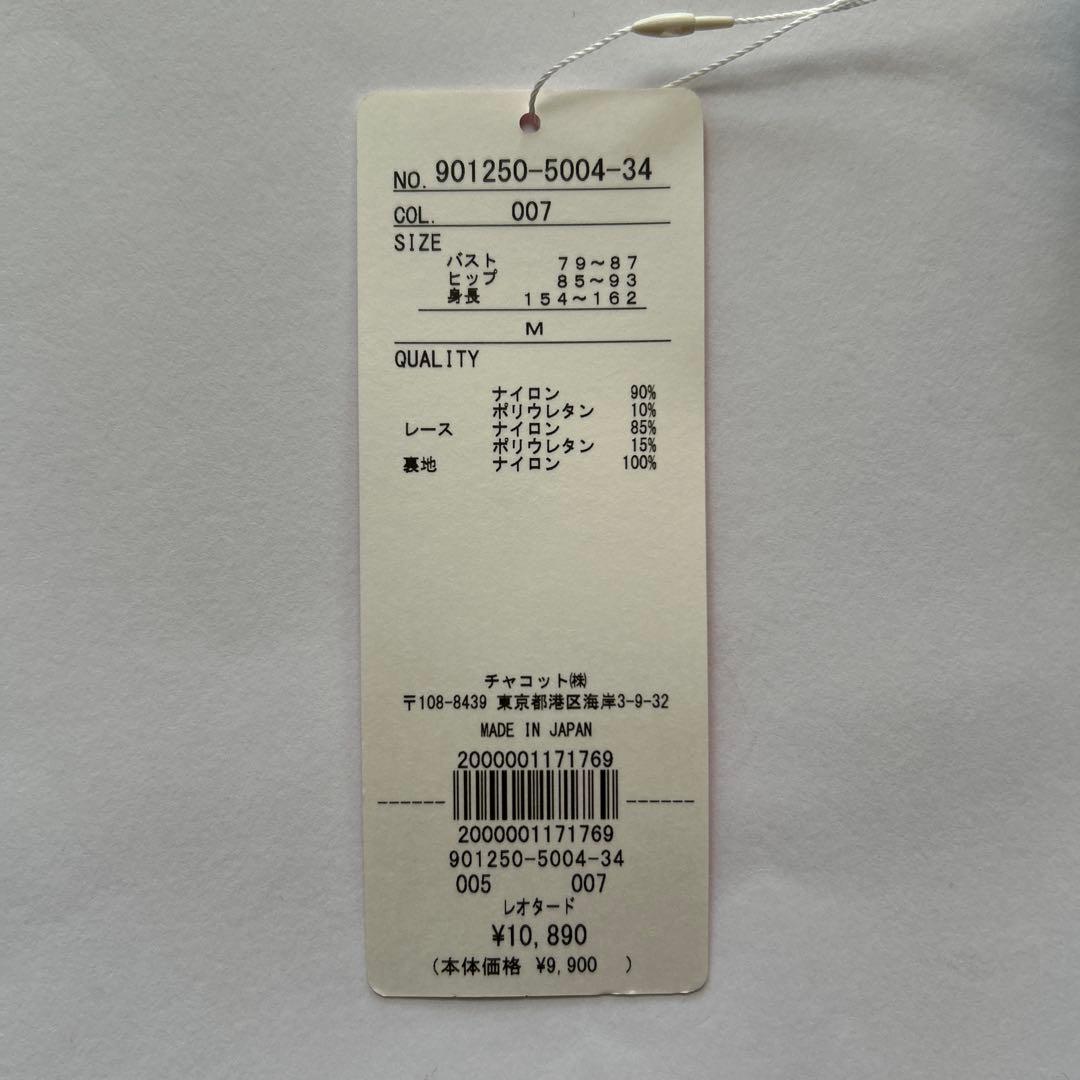 NO. 901250-5004-34
COL. 007
SIZE
バスト 79~87
ヒップ 85~93
身長 154~162
M
QUALITY
ナイロン 90%
ポリウレタン 10%
レース ナイロン 85%
ポリウレタン 15%
裏地 ナイロン 100%
チャコット㈱
〒108-8439 東京都港区海岸3-9-32
MADE IN JAPAN
2000001171769
2000001171769
901250-5004-34
005 007
レオタード
¥10,890
(本体価格 ¥9,900 )